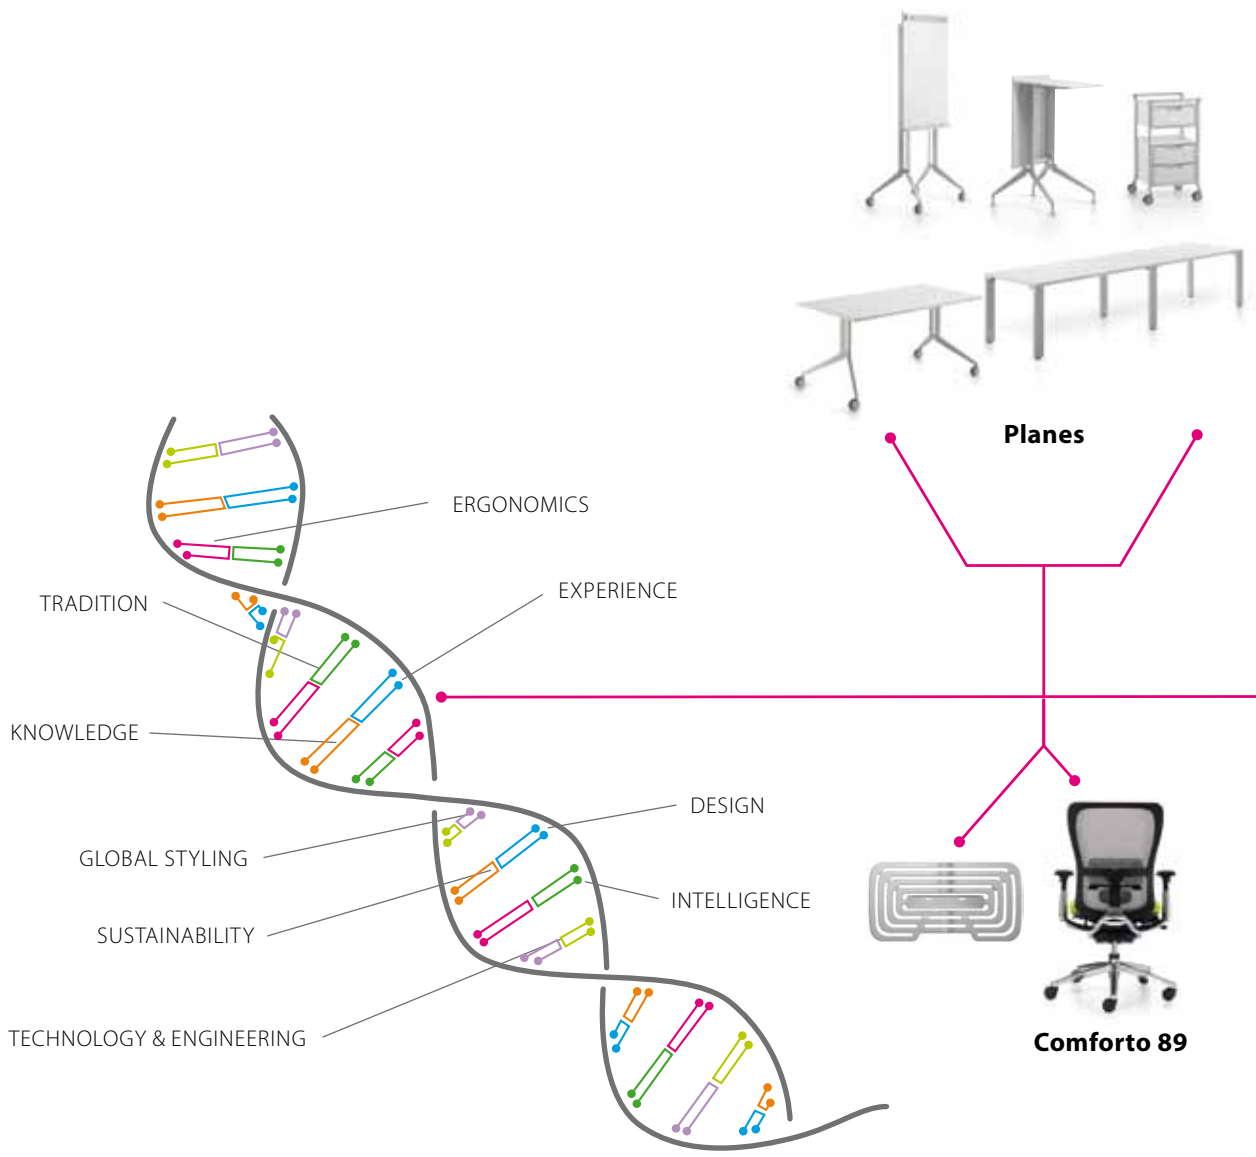 Planes
ERGONOMICS
EXPERIENCE
TRADITION
KNOWLEDGE
DESIGN
GLOBAL STYLING
INTELLIGENCE
SUSTAINABILITY
TECHNOLOGY & ENGINEERING
Comforto 89